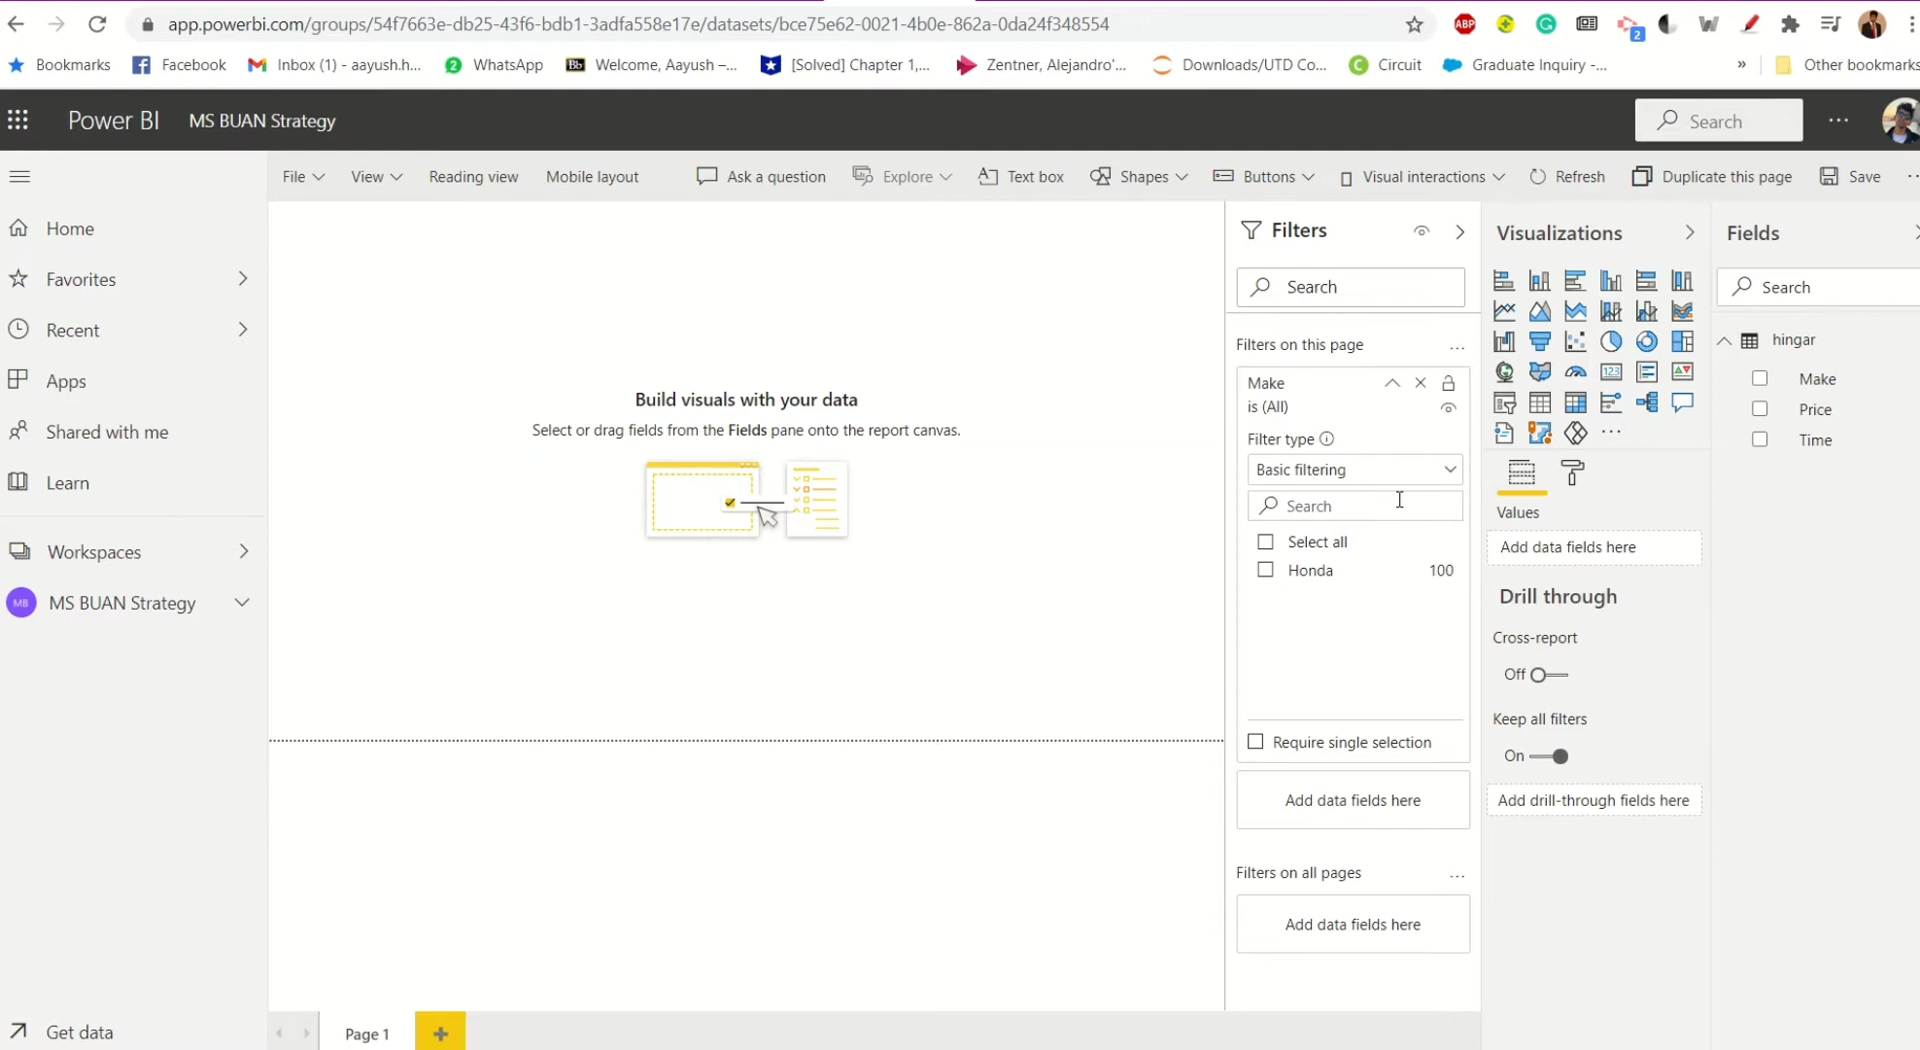 app.powerbi.com/groups/54f7663e-db25-43f6-bdb1-3adfa558e17e/datasets/bce75e62-0021-4b0e-862a-0da24f348554
ABP
2
Bookmarks
Facebook
Inbox (1) - aayush.h...
2 WhatsApp
Bb Welcome, Aayush –...
[Solved] Chapter 1,...
Zentner, Alejandro'...
Downloads/UTD Co...
C Circuit
Graduate Inquiry -...
»
Other bookmarks
Power BI
MS BUAN Strategy
Search
...
File
View
Reading view
Mobile layout
Ask a question
Explore
Text box
Shapes
Buttons
Visual interactions
Refresh
Duplicate this page
Save
Home
Favorites
Recent
Apps
Shared with me
Learn
Workspaces
MB MS BUAN Strategy
Get data
Build visuals with your data
Select or drag fields from the Fields pane onto the report canvas.
Filters
Search
Filters on this page
...
Make
is (All)
Filter type
Basic filtering
Search
Select all
Honda 100
Require single selection
Add data fields here
Filters on all pages
...
Add data fields here
Visualizations
123
...
Values
Add data fields here
Drill through
Cross-report
Off
Keep all filters
On
Add drill-through fields here
Fields
Search
hingar
Make
Price
Time
Page 1
+